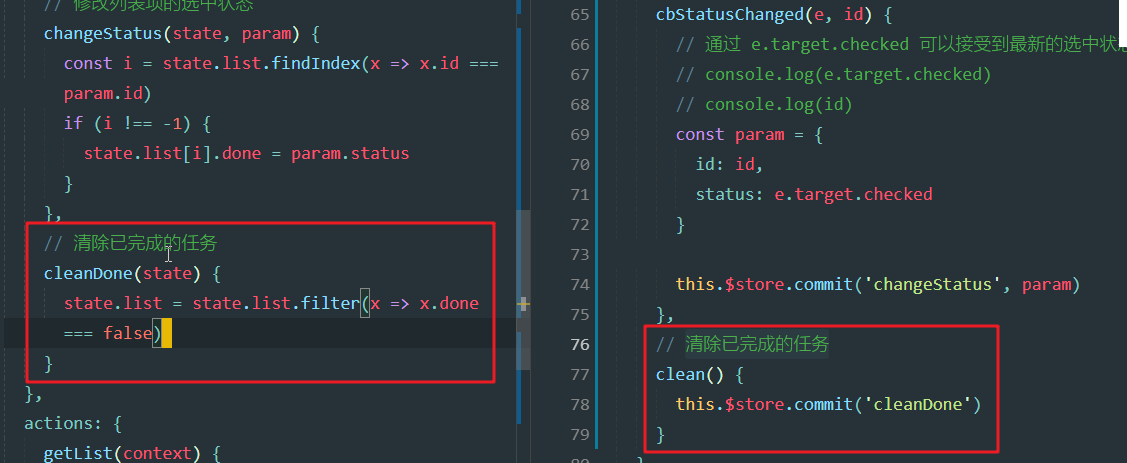 // 修改列表项的选中状态
changeStatus(state, param) {
const i = state.list.findIndex(x => x.id ===
param.id)
if (i !== -1) {
state.list[i].done = param.status
}
},
// 清除已完成的任务
cleanDone(state) {
state.list = state.list.filter(x => x.done
=== false)
}
},
actions: {
getList(context) {
65 cbStatusChanged(e, id) {
66 // 通过 e.target.checked 可以接受到最新的选中状态
67 // console.log(e.target.checked)
68 // console.log(id)
69 const param = {
70 id: id,
71 status: e.target.checked
72 }
73
74 this.$store.commit('changeStatus', param)
75 },
76 // 清除已完成的任务
77 clean() {
78 this.$store.commit('cleanDone')
79 }